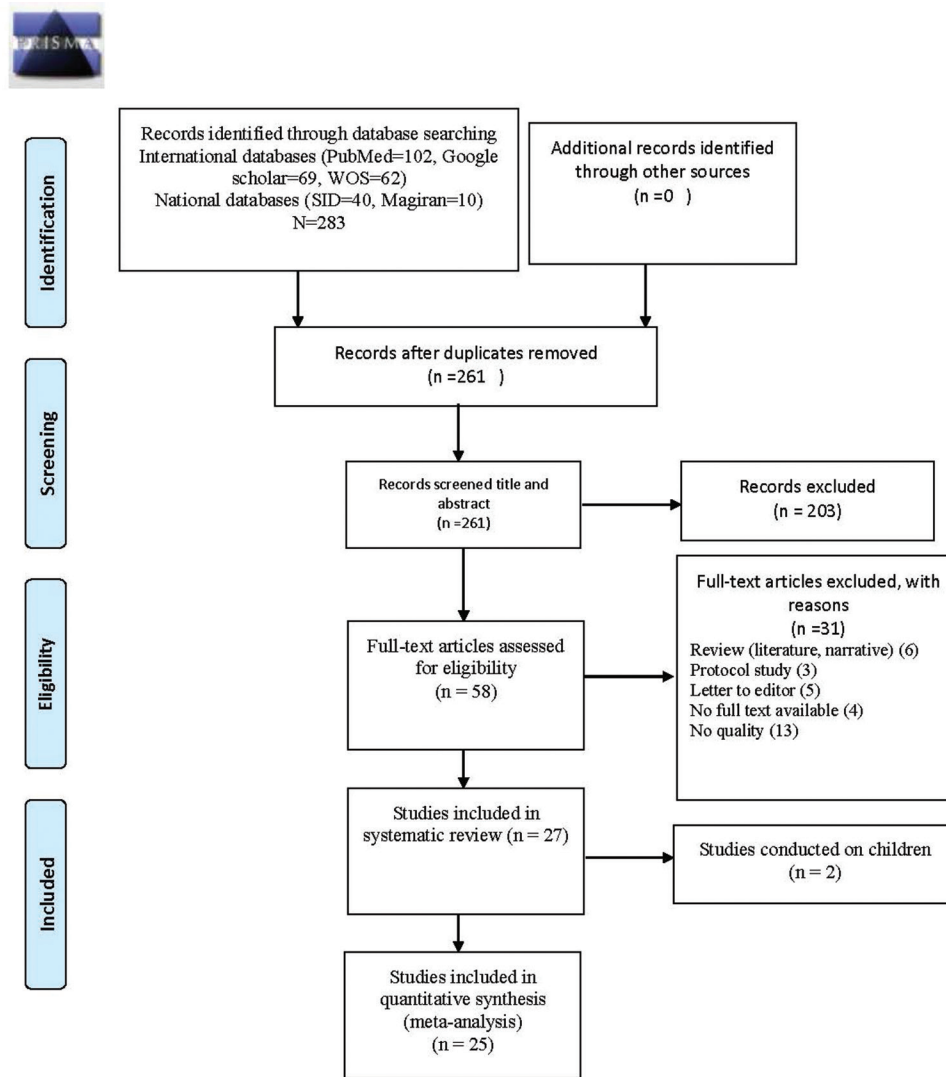 PRISMA
Identification
Records identified through database searching
International databases (PubMed=102, Google
scholar=69, WOS=62)
National databases (SID=40, Magiran=10)
N=283
Additional records identified
through other sources
(n =0 )
Records after duplicates removed
(n =261 )
Screening
Records screened title and
abstract
(n =261)
Records excluded
(n = 203)
Eligibility
Full-text articles assessed
for eligibility
(n = 58)
Full-text articles excluded, with
reasons
(n =31)
Review (literature, narrative) (6)
Protocol study (3)
Letter to editor (5)
No full text available (4)
No quality (13)
Included
Studies included in
systematic review (n = 27)
Studies conducted on children
(n = 2)
Studies included in
quantitative synthesis
(meta-analysis)
(n = 25)